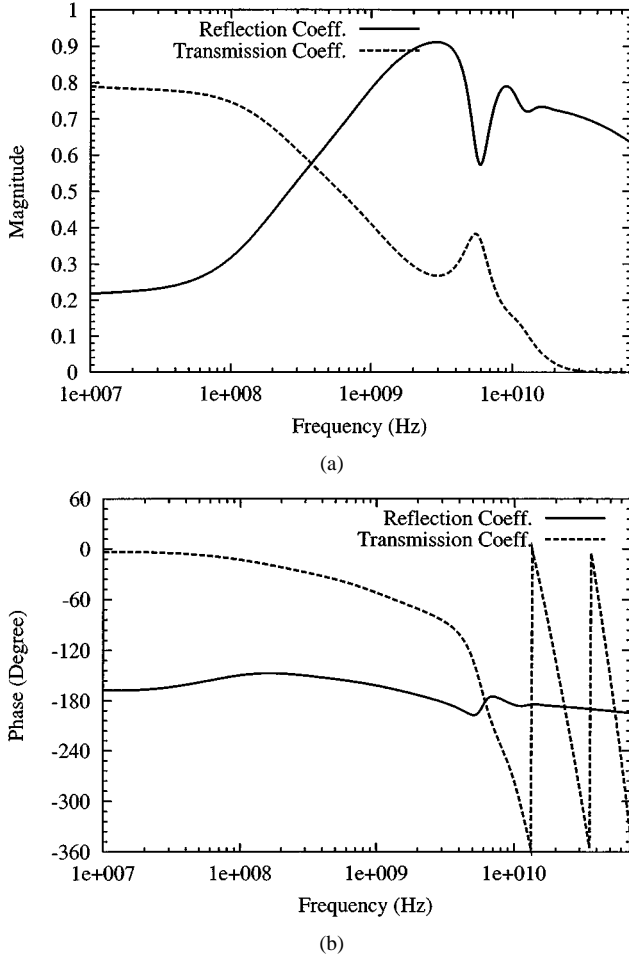 1
0.9
0.8
0.7
0.6
0.5
0.4
0.3
0.2
0.1
0
Magnitude
Reflection Coeff.
Transmission Coeff.
1e+007 1e+008 1e+009 1e+010
Frequency (Hz)
(a)
60
0
-60
-120
-180
-240
-300
-360
Phase (Degree)
Reflection Coeff.
Transmission Coeff.
1e+007 1e+008 1e+009 1e+010
Frequency (Hz)
(b)